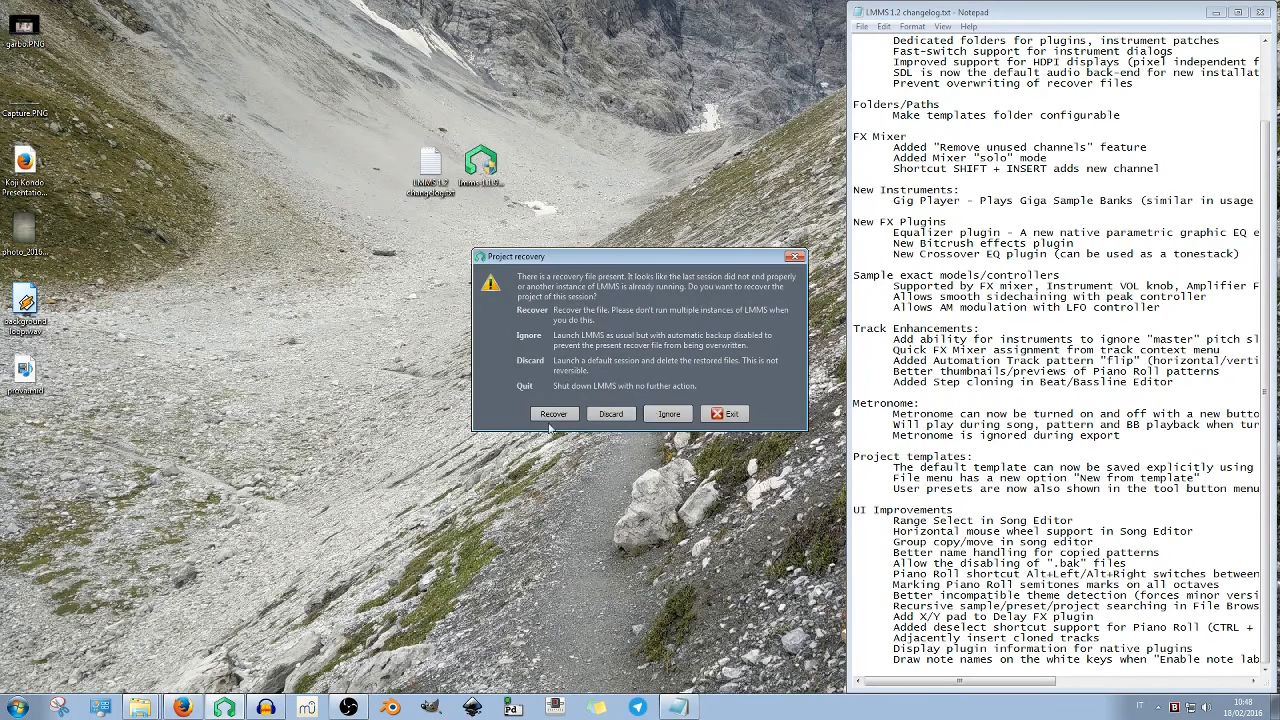 garbo.PNG
Capture.PNG
Koji Kondo
Presentatio...
photo_2016...
background
loop.wav
LMMS 1.2
changelog.txt
lmms-1.1.9...
Project recovery
There is a recovery file present. It looks like the last session did not end properly
or another instance of LMMS is already running. Do you want to recover the
project of this session?
Recover Recover the file. Please don't run multiple instances of LMMS when
you do this.
Ignore Launch LMMS as usual but with automatic backup disabled to
prevent the present recover file from being overwritten.
Discard Launch a default session and delete the restored files. This is not
reversible.
Quit Shut down LMMS with no further action.
Recover Discard Ignore Exit
LMMS 1.2 changelog.txt - Notepad
File Edit Format View Help
Dedicated folders for plugins, instrument patches
Fast-switch support for instrument dialogs
Improved support for HDPI displays (pixel independent f
SDL is now the default audio back-end for new installat
Prevent overwriting of recover files
Folders/Paths
Make templates folder configurable
FX Mixer
Added "Remove unused channels" feature
Added Mixer "solo" mode
Shortcut SHIFT + INSERT adds new channel
New Instruments:
Gig Player - Plays Giga Sample Banks (similar in usage
New FX Plugins
Equalizer plugin - A new native parametric graphic EQ e
New Bitcrush effects plugin
New Crossover EQ plugin (can be used as a tone stack)
Sample exact models/controllers
Supported by FX mixer, Instrument VOL knob, Amplifier F
Allows smooth sidechaining with peak controller
Allows AM modulation with LFO controller
Track Enhancements:
Add ability for instruments to ignore "master" pitch sl
Quick FX Mixer assignment from track context menu
Added Automation Track pattern "flip" (horizontal/verti
Better thumbnails/previews of Piano Roll patterns
Added Step cloning in Beat/Bassline Editor
Metronome:
Metronome can now be turned on and off with a new butto
Will play during song, pattern and BB playback when tur
Metronome is ignored during export
Project templates:
The default template can now be saved explicitly using
File menu has a new option "New from template"
User presets are now also shown in the tool button menu
UI Improvements
Range Select in Song Editor
Horizontal mouse wheel support in Song Editor
Group copy/move in song editor
Better name handling for copied patterns
Allow the disabling of ".bak" files
Piano Roll shortcut Alt+Left/Alt+Right switches between
Marking Piano Roll semitones marks on all octaves
Better incompatible theme detection (forces minor versi
Recursive sample/preset/project searching in File Brows
Add X/Y pad to Delay FX plugin
Added deselect shortcut support for Piano Roll (CTRL +
Adjacently insert cloned tracks
Display plugin information for native plugins
Draw note names on the white keys when "Enable note lab
Pd
IT
10:48
18/02/2016